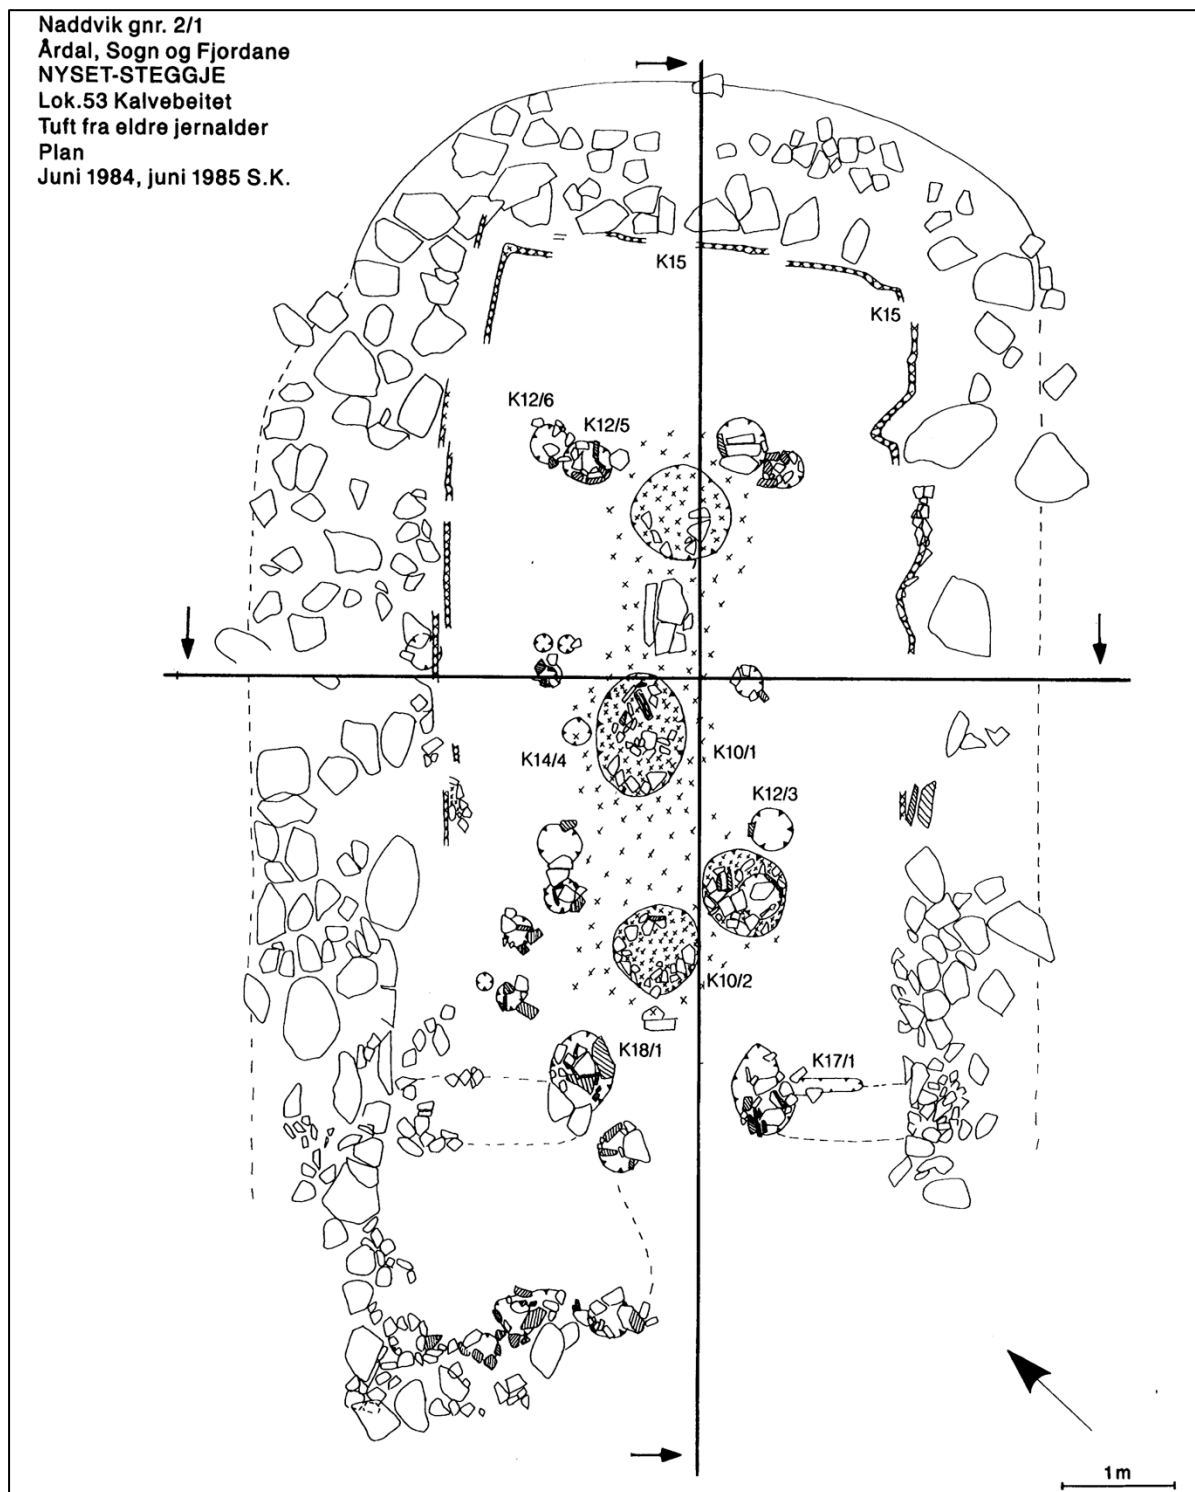 Naddvik gnr. 2/1
Årdal, Sogn og Fjordane
NYSET-STEGGJE
Lok.53 Kalvebeitet
Tuft fra eldre jernalder
Plan
Juni 1984, juni 1985 S.K.
K15
K15
K12/6
K12/5
K14/4
K10/1
K12/3
K10/2
K18/1
K17/1
1m